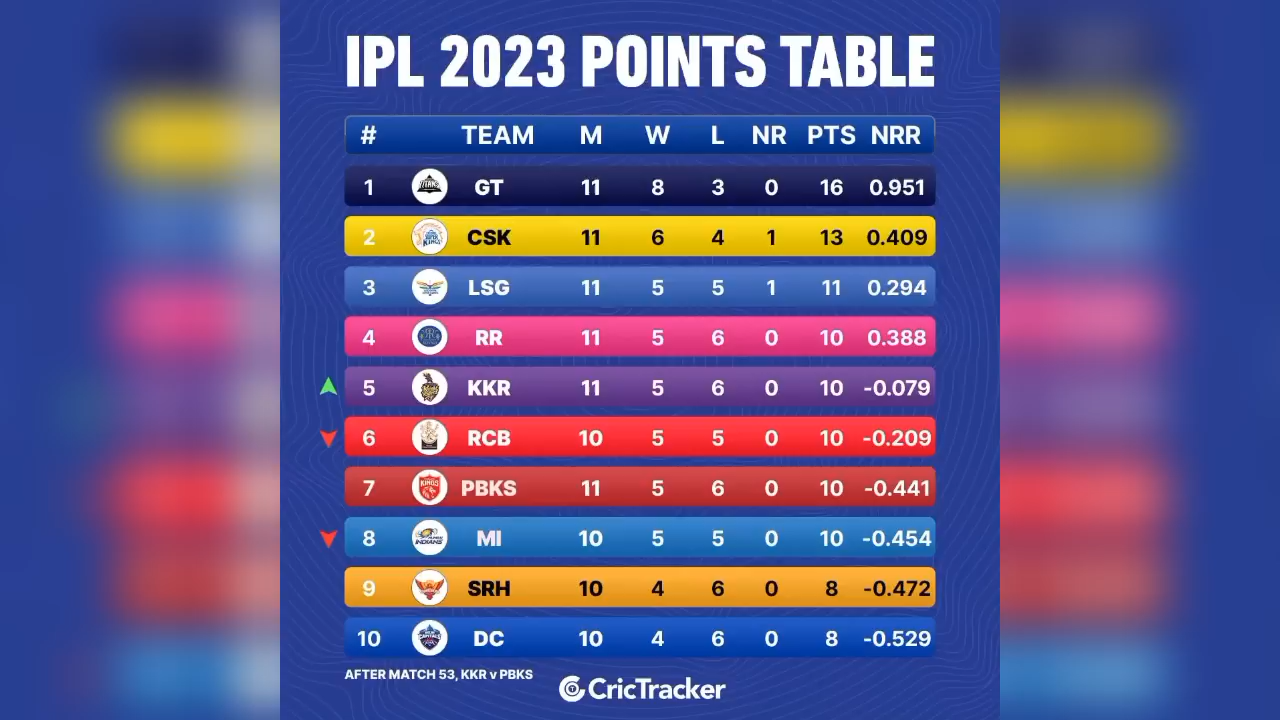 IPL 2023 POINTS TABLE
# TEAM M W L NR PTS NRR
1 GT 11 8 3 0 16 0.951
2 CSK 11 6 4 1 13 0.409
3 LSG 11 5 5 1 11 0.294
4 RR 11 5 6 0 10 0.388
5 KKR 11 5 6 0 10 -0.079
6 RCB 10 5 5 0 10 -0.209
7 PBKS 11 5 6 0 10 -0.441
8 MI 10 5 5 0 10 -0.454
9 SRH 10 4 6 0 8 -0.472
10 DC 10 4 6 0 8 -0.529
AFTER MATCH 53, KKR v PBKS
CricTracker